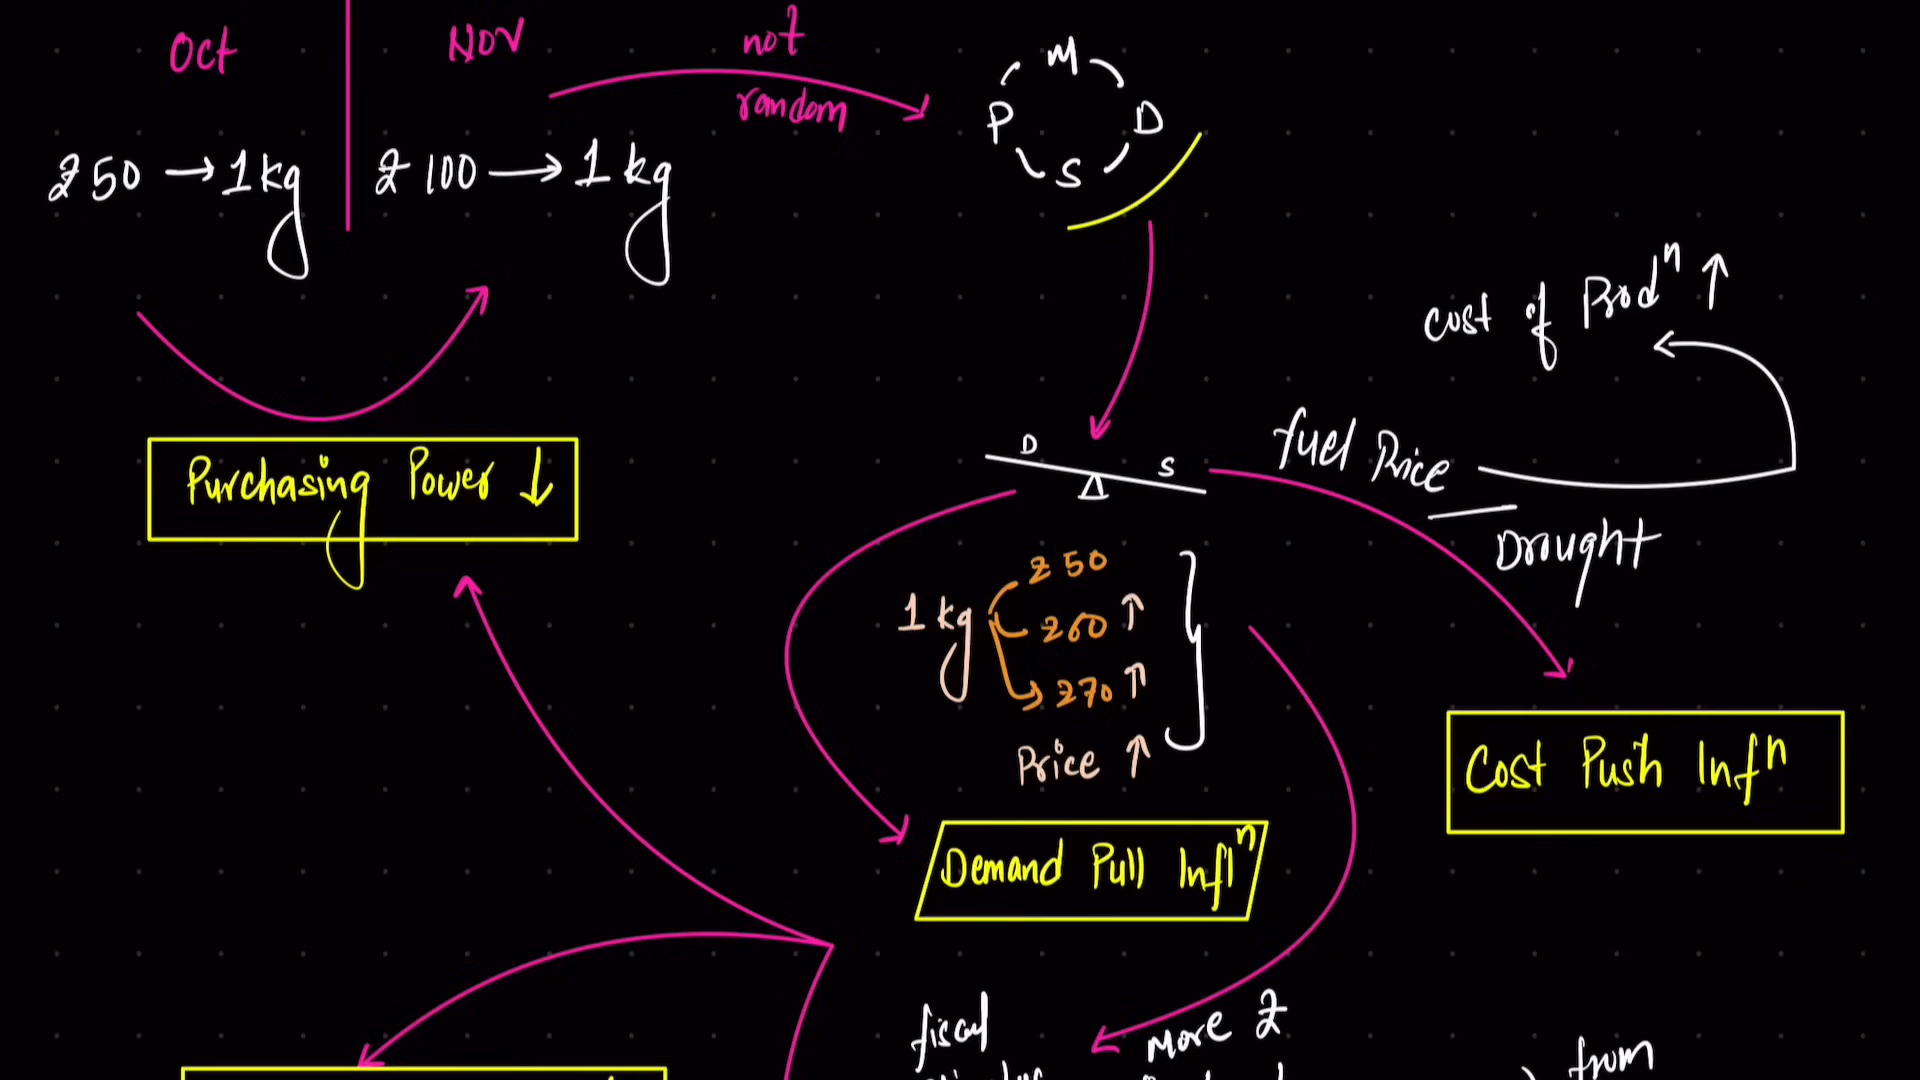 Oct
Nov
not
random
M
P D
S
₹50 → 1kg
₹100 → 1kg
Cost of Prodⁿ ↑
Purchasing Power ↓
D S
fuel Price
Drought
₹50
1kg ₹60 ↑
₹70 ↑
Price ↑
Cost Push Infⁿ
Demand Pull Inflⁿ
fiscal
More ₹
from